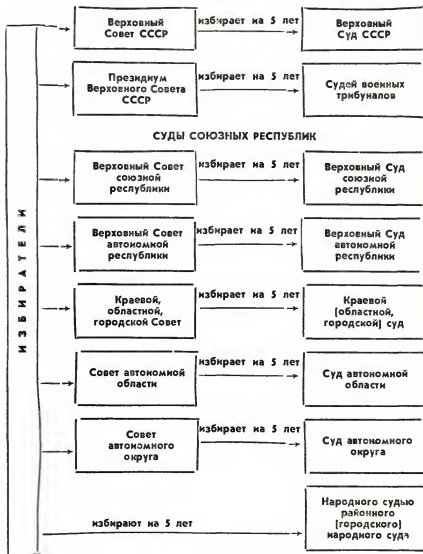 Верховный
Совет СССР
избирает на 5 лет
Верховный
Суд СССР
Президиум
Верховного Совета
СССР
избирает на 5 лет
Судей военных
трибуналов
СУДЫ СОЮЗНЫХ РЕСПУБЛИК
Верховный Совет
союзной
республики
избирает на 5 лет
Верховный Суд
союзной
республики
Верховный Совет
автономной
республики
избирает на 5 лет
Верховный Суд
автономной
республики
Краевой,
областной,
городской Совет
избирает на 5 лет
Краевой
(областной,
городской) суд
Совет автономной
области
избирает на 5 лет
Суд автономной
области
Совет
автономного
округа
избирает на 5 лет
Суд автономного
округа
избирают на 5 лет
Народного судью
районного
(городского)
народного суда
ИЗБИРАТЕЛИ